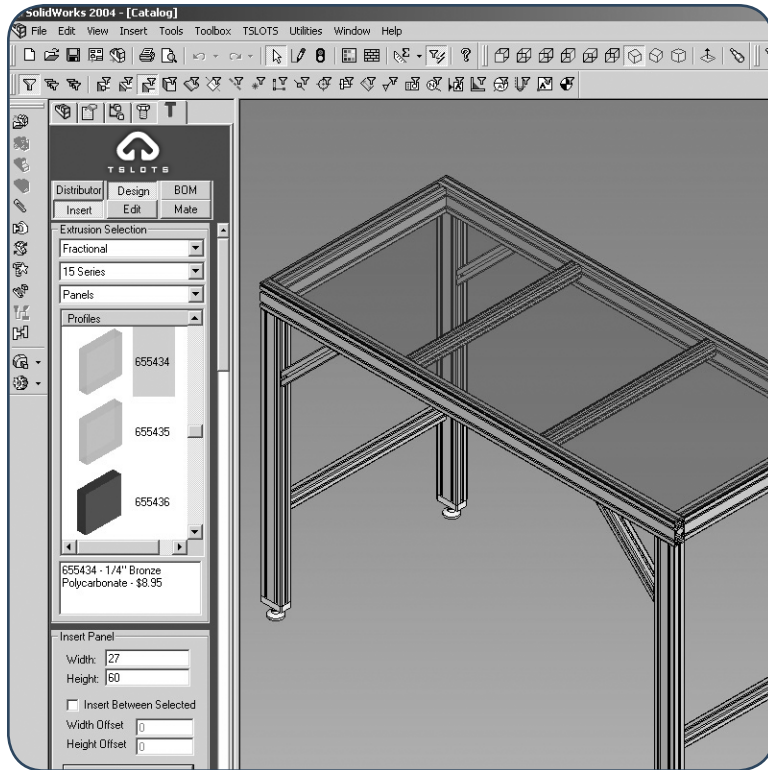 SolidWorks 2004 - [Catalog]
File Edit View Insert Tools Toolbox TSLOTS Utilities Window Help
TSLOTS
Distributor Design BOM
Insert Edit Mate
Extrusion Selection
Fractional
15 Series
Panels
Profiles
655434
655435
655436
655434 - 1/4" Bronze
Polycarbonate - $8.95
Insert Panel
Width: 27
Height: 60
Insert Between Selected
Width Offset 0
Height Offset 0